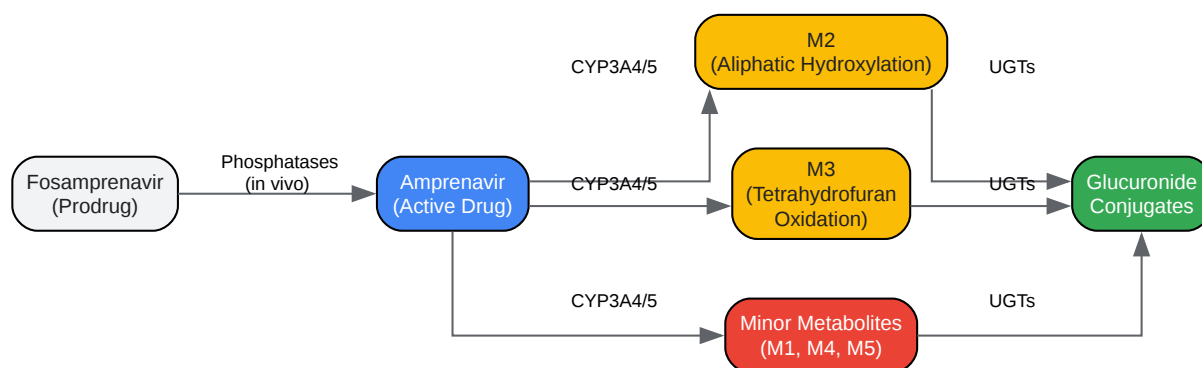 M2
(Aliphatic Hydroxylation)
CYP3A4/5
UGTs
Fosamprenavir
(Prodrug)
Phosphatases
(in vivo)
Amprenavir
(Active Drug)
CYP3A4/5
M3
(Tetrahydrofuran
Oxidation)
UGTs
Glucuronide
Conjugates
CYP3A4/5
UGTs
Minor Metabolites
(M1, M4, M5)